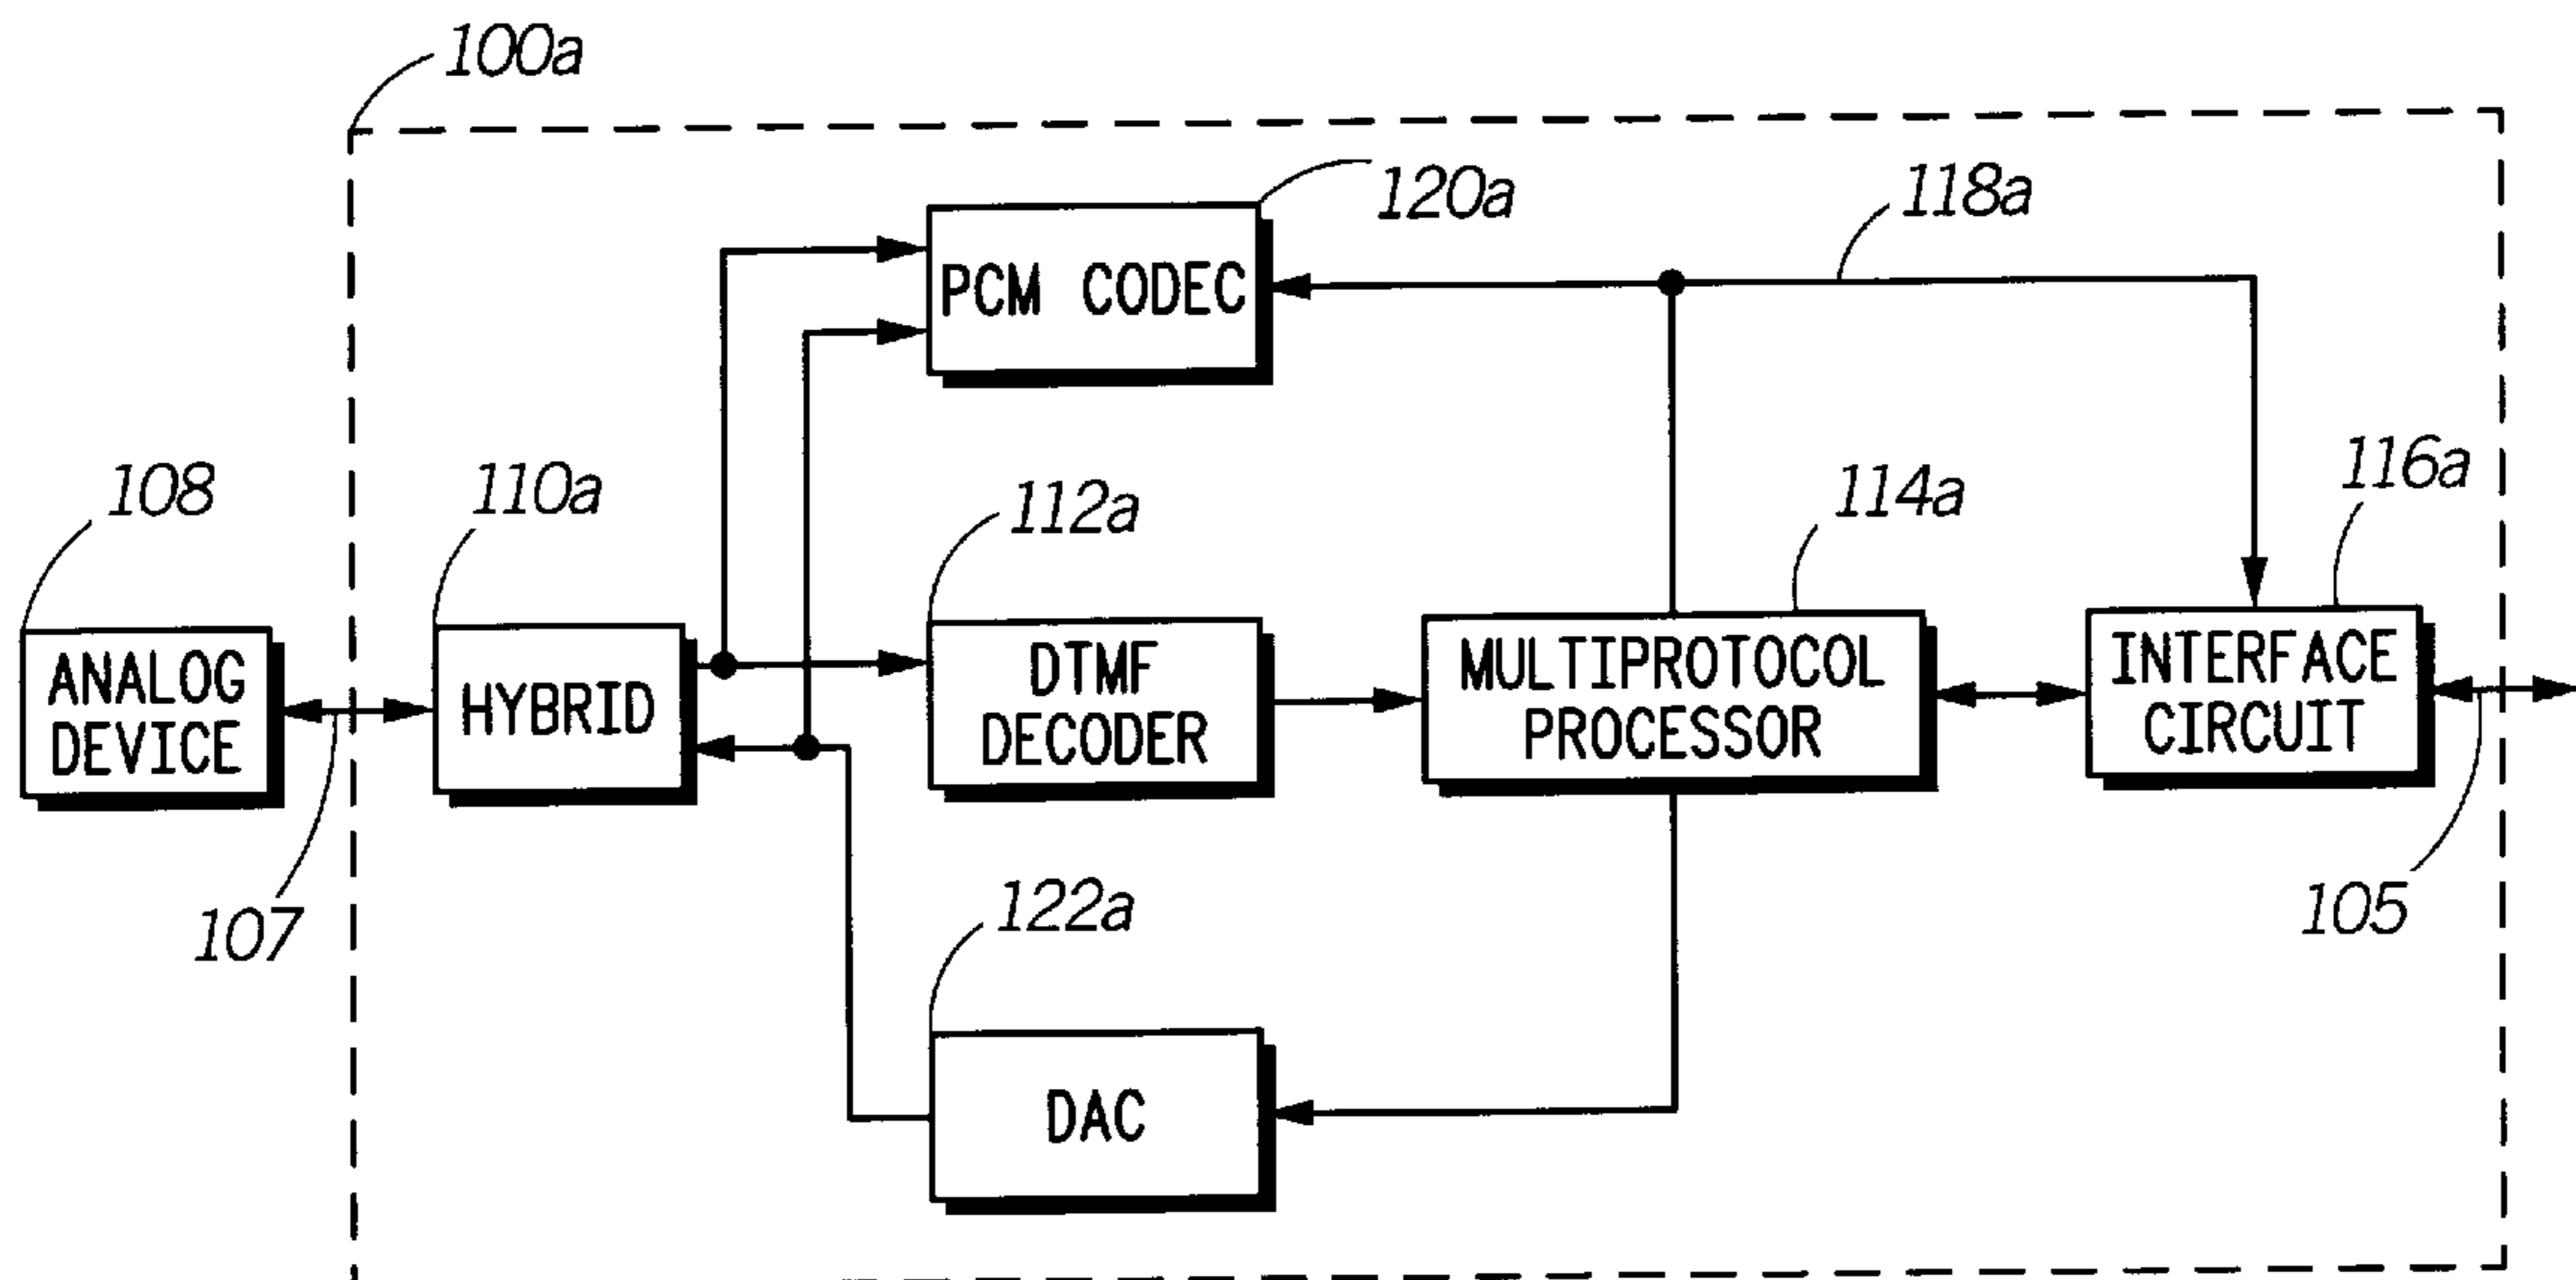 100a
120a
118a
PCM CODEC
108
110a
112a
114a
116a
ANALOG
DEVICE
HYBRID
DTMF
DECODER
MULTIPROTOCOL
PROCESSOR
INTERFACE
CIRCUIT
107
122a
105
DAC